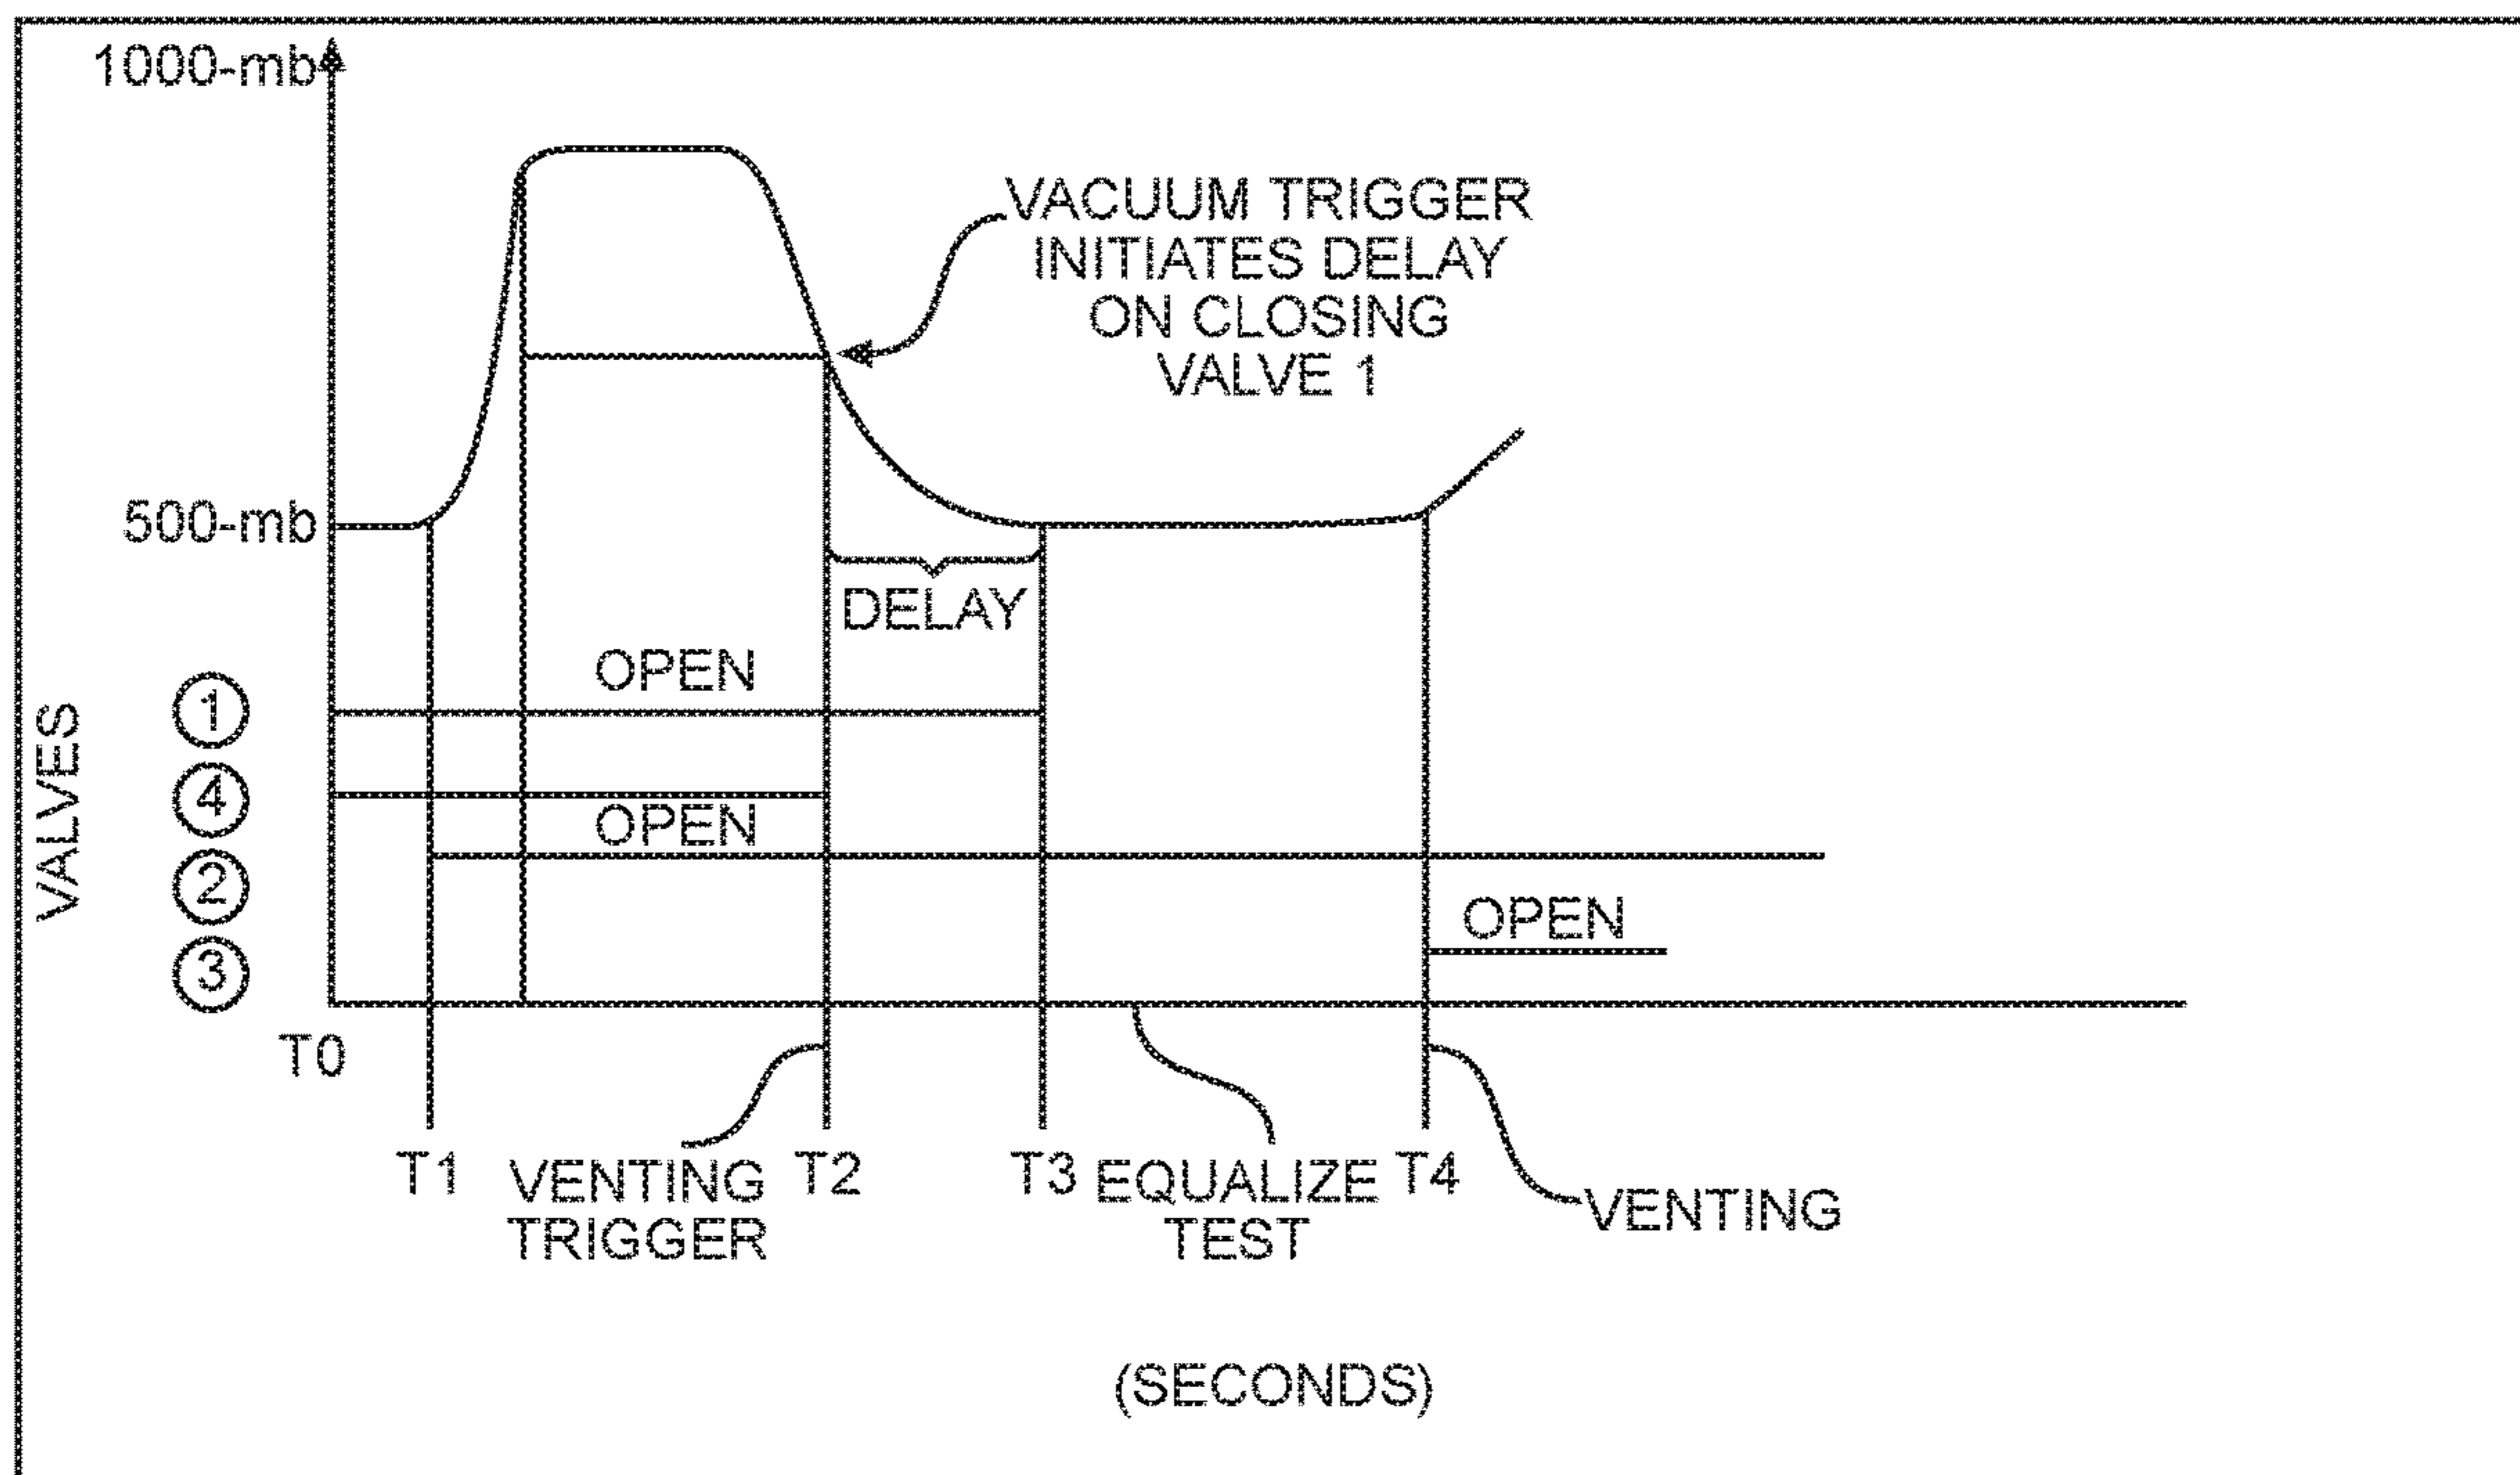 1000-mb
VACUUM TRIGGER
INITIATES DELAY
ON CLOSING
VALVE 1
500-mb
DELAY
OPEN
VALVES
1
4
OPEN
2
OPEN
3
T0
T1
VENTING
TRIGGER
T2
T3
EQUALIZE
TEST
T4
VENTING
(SECONDS)